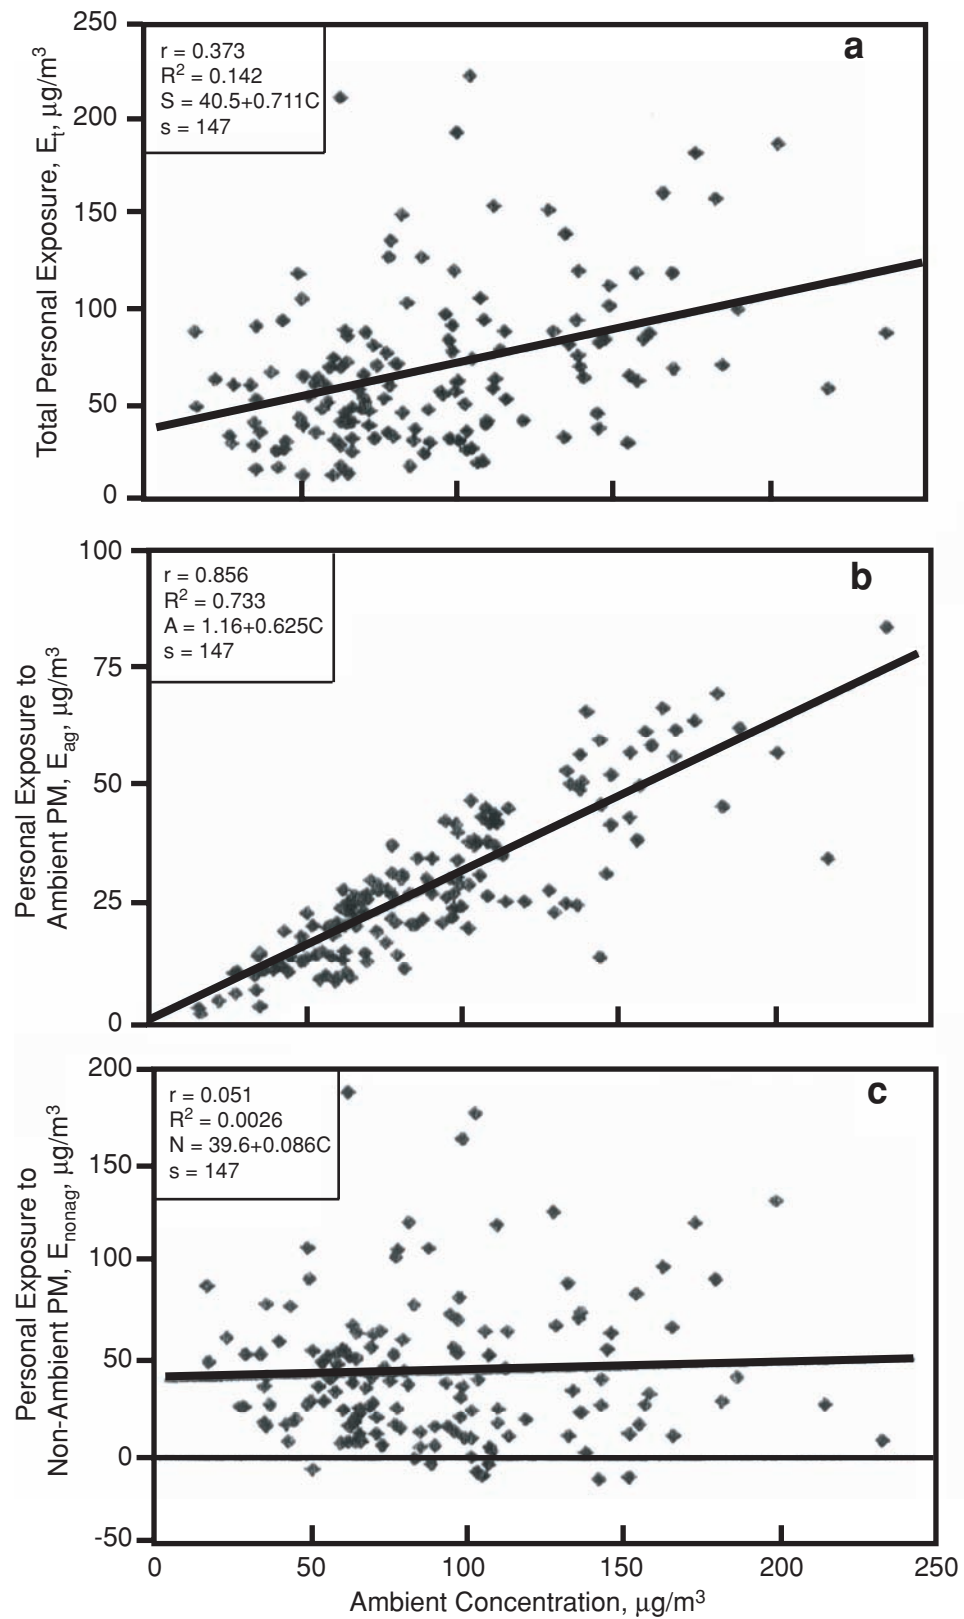 250
200
150
100
50
0
Total Personal Exposure, Et, μg/m3
r = 0.373
R2 = 0.142
S = 40.5+0.711C
s = 147
a
100
75
50
25
0
Personal Exposure to
Ambient PM, Eag, μg/m3
r = 0.856
R2 = 0.733
A = 1.16+0.625C
s = 147
b
200
150
100
50
0
-50
Personal Exposure to
Non-Ambient PM, Enonag, μg/m3
r = 0.051
R2 = 0.0026
N = 39.6+0.086C
s = 147
c
0 50 100 150 200 250
Ambient Concentration, μg/m3